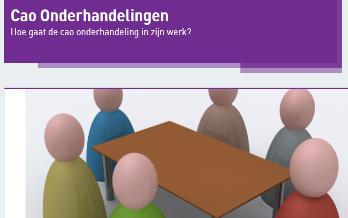 Cao Onderhandelingen
Hoe gaat de cao onderhandeling in zijn werk?